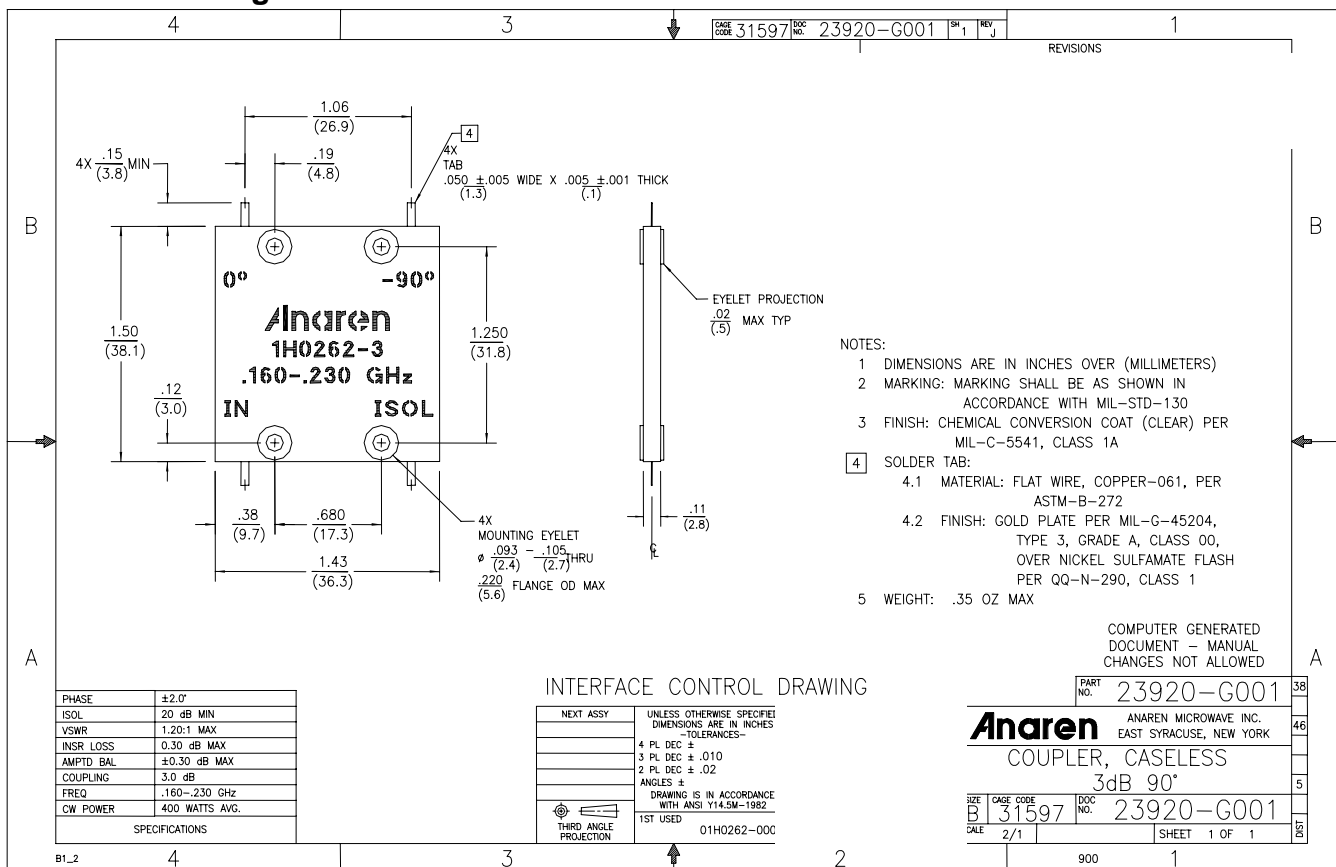 4 3 CAGE CODE 31597 DOC NO. 23920-G001 SH 1 REV J 1
REVISIONS
1.06
(26.9)
4X .15 MIN
(3.8)
.19
(4.8)
4
4X
TAB
.050 ±.005 WIDE X .005 ±.001 THICK
(1.3) (.1)
B
B
0° -90°
Anaren
1H0262-3
.160-.230 GHz
IN ISOL
1.50
(38.1)
.12
(3.0)
1.250
(31.8)
EYELET PROJECTION
.02 MAX TYP
(.5)
.11
(2.8)
.38
(9.7)
.680
(17.3)
1.43
(36.3)
4X
MOUNTING EYELET
ø .093 - .105 THRU
(2.4) (2.7)
.220 FLANGE OD MAX
(5.6)
NOTES:
1 DIMENSIONS ARE IN INCHES OVER (MILLIMETERS)
2 MARKING: MARKING SHALL BE AS SHOWN IN
ACCORDANCE WITH MIL-STD-130
3 FINISH: CHEMICAL CONVERSION COAT (CLEAR) PER
MIL-C-5541, CLASS 1A
4 SOLDER TAB:
4.1 MATERIAL: FLAT WIRE, COPPER-061, PER
ASTM-B-272
4.2 FINISH: GOLD PLATE PER MIL-G-45204,
TYPE 3, GRADE A, CLASS 00,
OVER NICKEL SULFAMATE FLASH
PER QQ-N-290, CLASS 1
5 WEIGHT: .35 OZ MAX
COMPUTER GENERATED
DOCUMENT - MANUAL
CHANGES NOT ALLOWED
A
A
PHASE ±2.0°
ISOL 20 dB MIN
VSWR 1.20:1 MAX
INSR LOSS 0.30 dB MAX
AMPTD BAL ±0.30 dB MAX
COUPLING 3.0 dB
FREQ .160-.230 GHz
CW POWER 400 WATTS AVG.
SPECIFICATIONS
INTERFACE CONTROL DRAWING
NEXT ASSY
THIRD ANGLE
PROJECTION
UNLESS OTHERWISE SPECIFIED
DIMENSIONS ARE IN INCHES
-TOLERANCES-
4 PL DEC ±
3 PL DEC ± .010
2 PL DEC ± .02
ANGLES ±
DRAWING IS IN ACCORDANCE
WITH ANSI Y14.5M-1982
1ST USED
01H0262-000
PART NO. 23920-G001
Anaren ANAREN MICROWAVE INC.
EAST SYRACUSE, NEW YORK
COUPLER, CASELESS
3dB 90°
SIZE B CAGE CODE 31597 DOC NO. 23920-G001
SCALE 2/1 SHEET 1 OF 1
38
46
5
DIST
B1_2 4 3 2 900 1